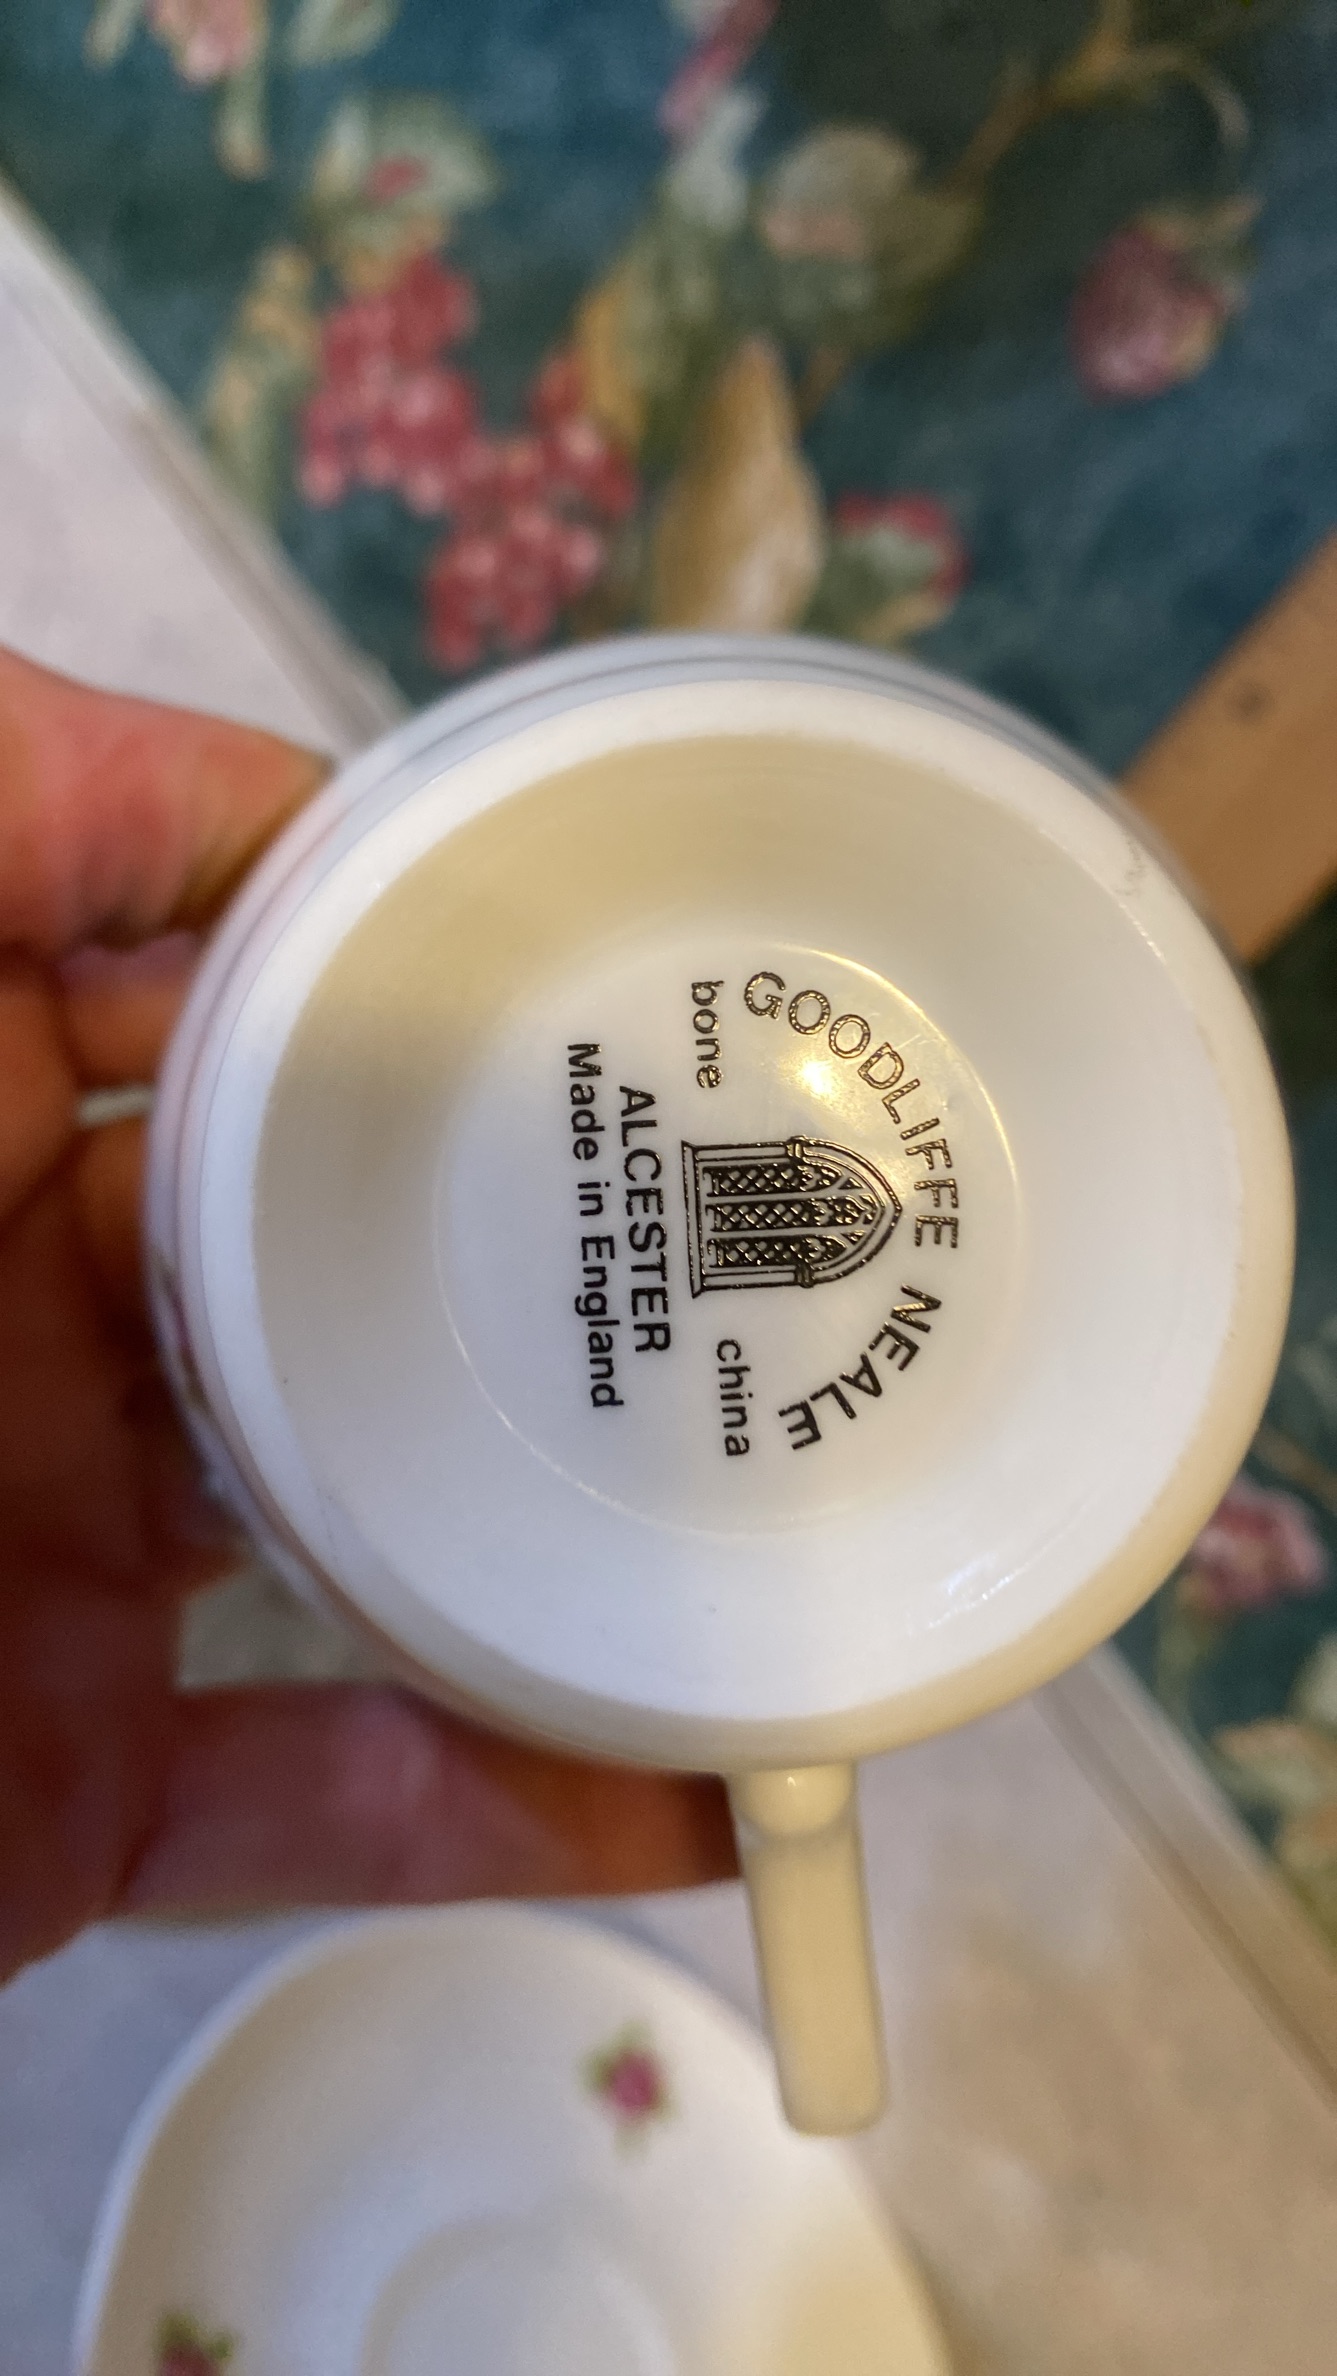 GOODLIFFE NEALE
bone china
ALCESTER
Made in England